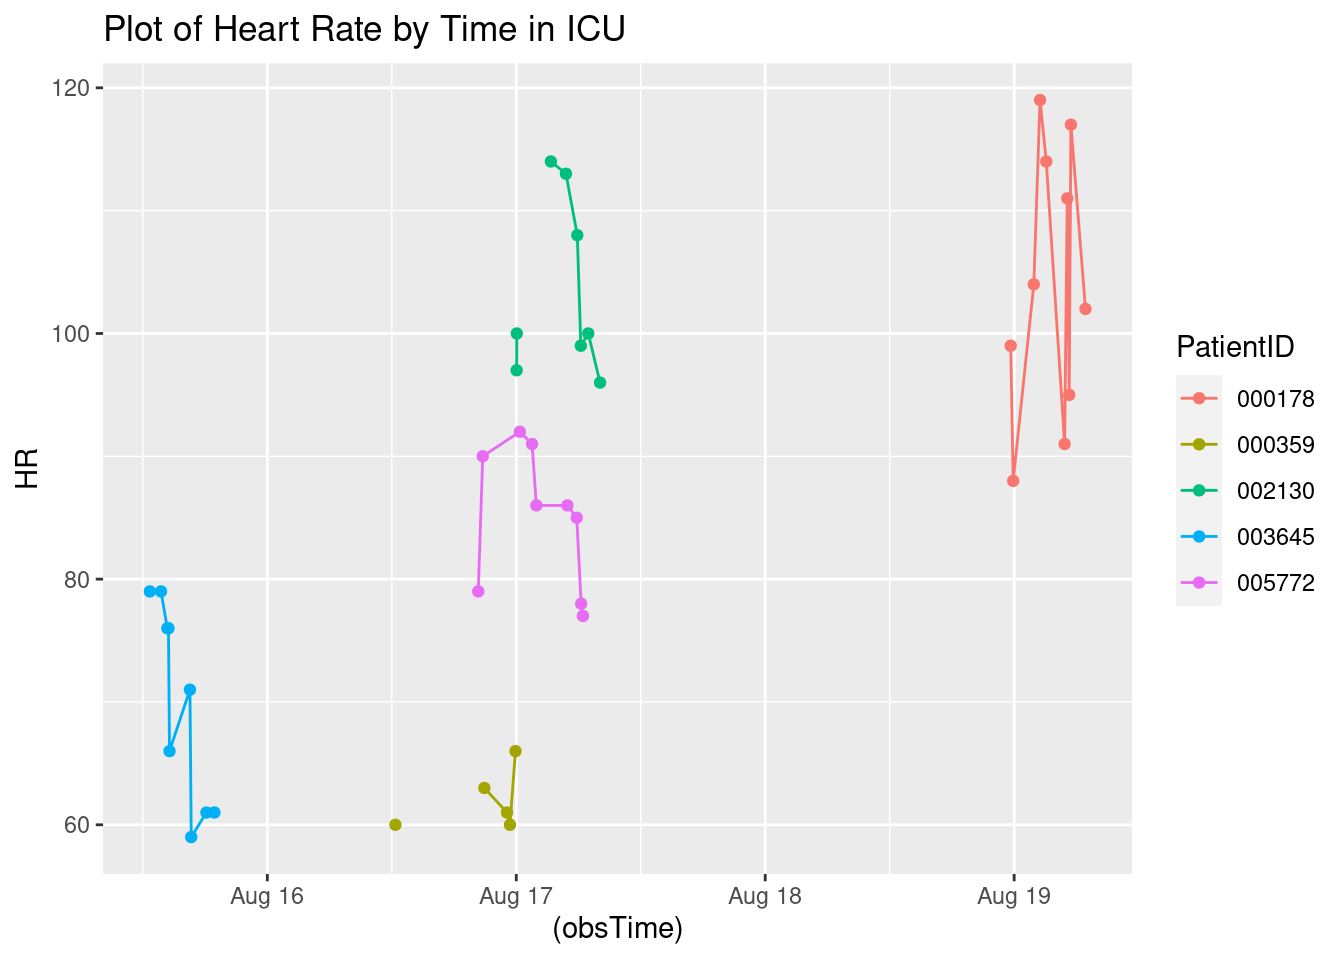 Plot of Heart Rate by Time in ICU
120
100
80
60
HR
Aug 16
Aug 17
Aug 18
Aug 19
(obsTime)
PatientID
000178
000359
002130
003645
005772